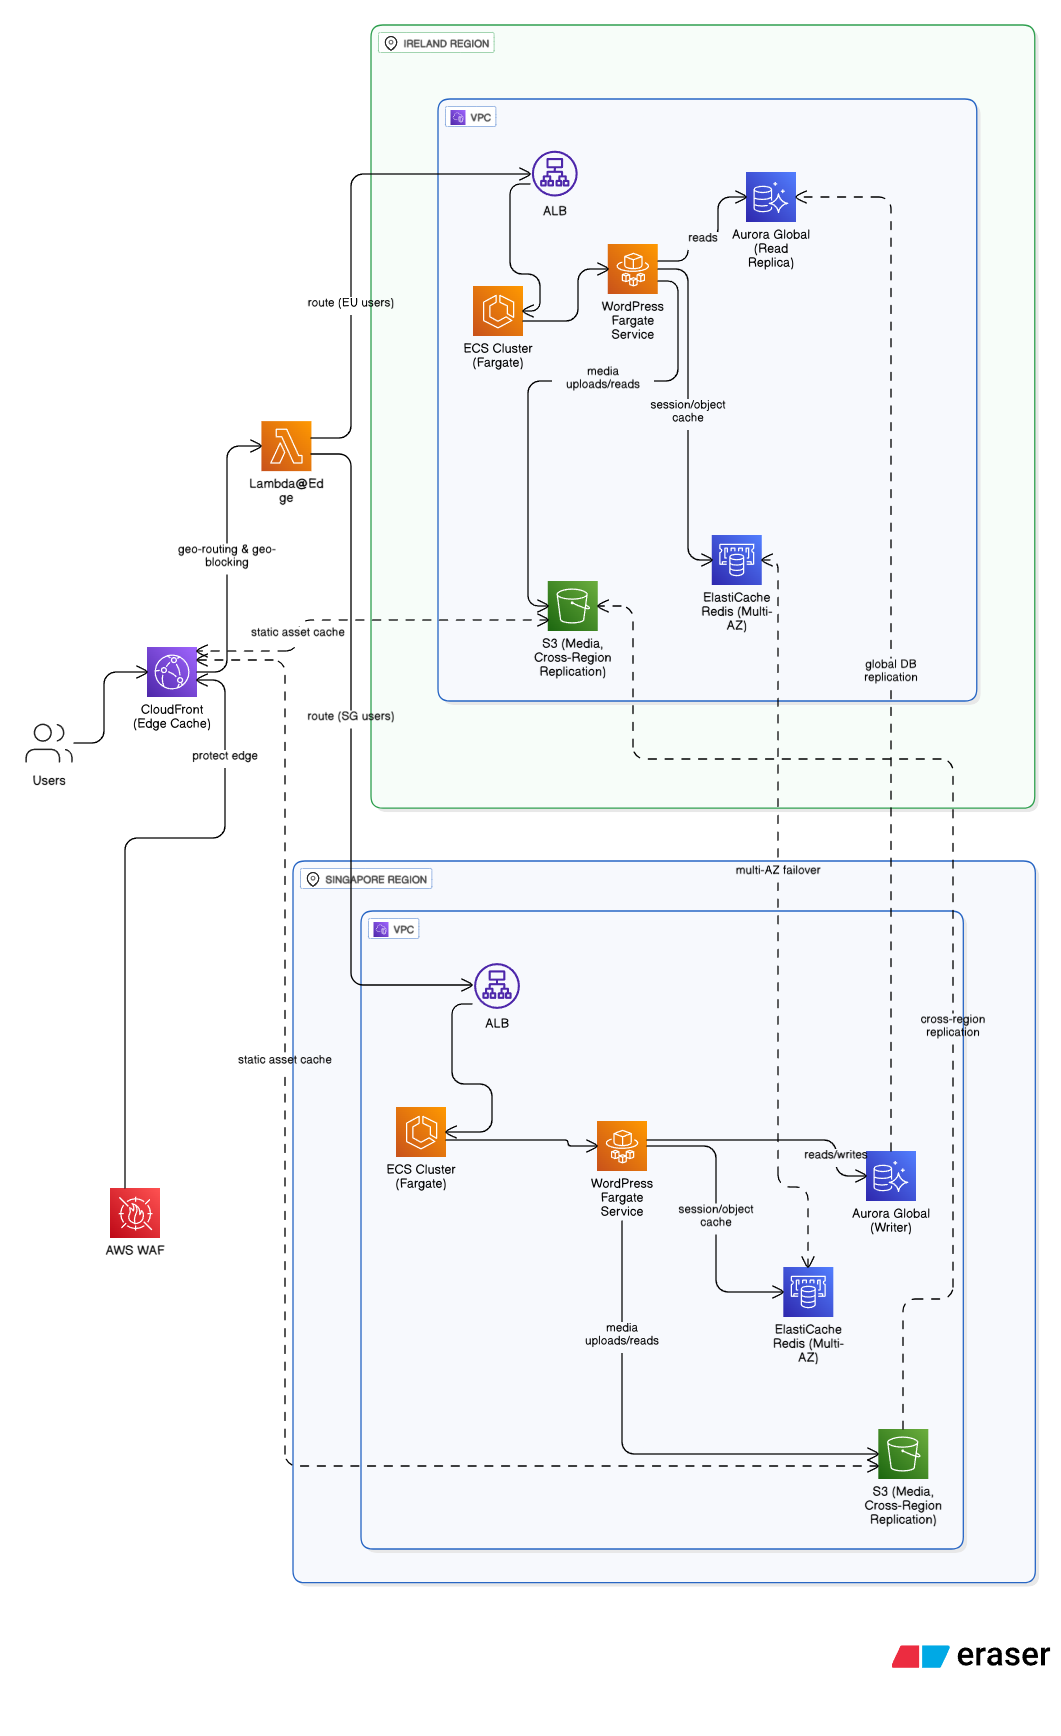 IRELAND REGION
VPC
ALB
Aurora Global
(Read
Replica)
reads
WordPress
Fargate
Service
route (EU users)
ECS Cluster
(Fargate)
media
uploads/reads
session/object
cache
Lambda@Ed
ge
geo-routing & geo-
blocking
ElastiCache
Redis (Multi-
AZ)
static asset cache
S3 (Media,
Cross-Region
Replication)
global DB
replication
CloudFront
(Edge Cache)
route (SG users)
protect edge
Users
multi-AZ failover
SINGAPORE REGION
VPC
ALB
cross-region
replication
static asset cache
ECS Cluster
(Fargate)
reads/writes
WordPress
Fargate
Service
session/object
cache
Aurora Global
(Writer)
AWS WAF
media
uploads/reads
ElastiCache
Redis (Multi-
AZ)
S3 (Media,
Cross-Region
Replication)
eraser